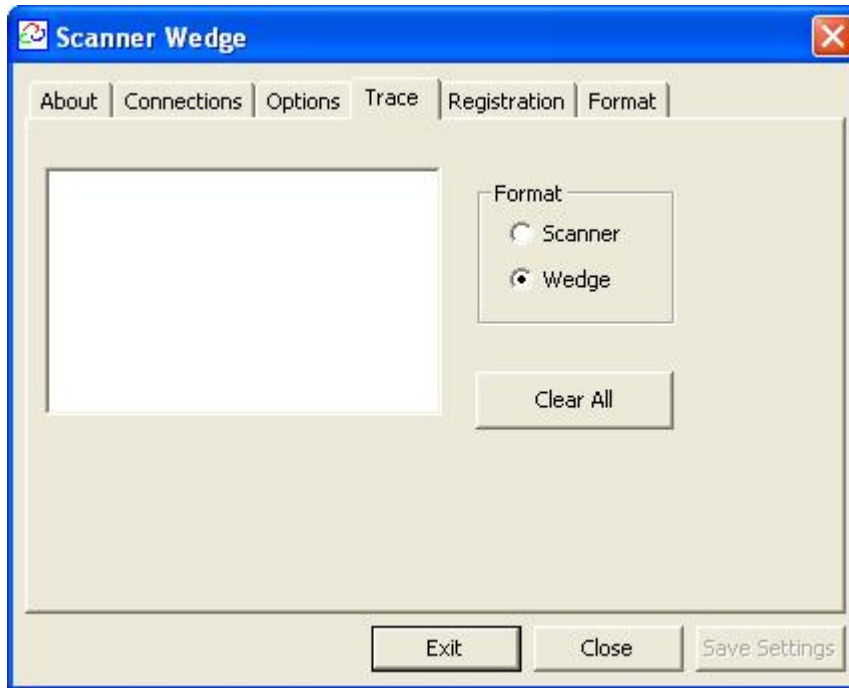 Scanner Wedge
About Connections Options Trace Registration Format
Format
Scanner
Wedge
Clear All
Exit Close Save Settings